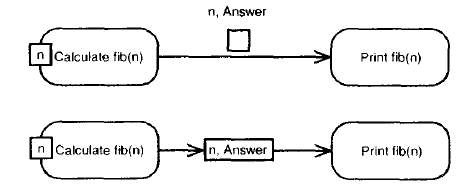 n, Answer
n Calculate fib(n) Print fib(n)
n Calculate fib(n) n, Answer Print fib(n)